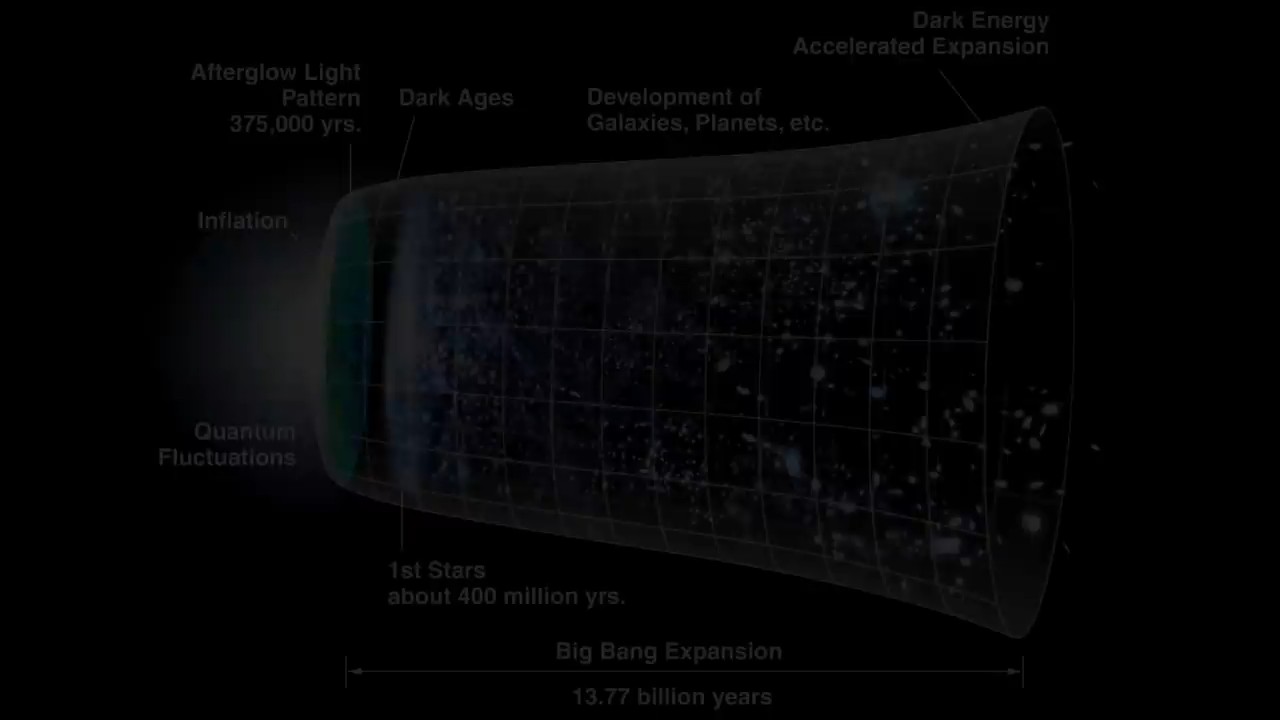 Dark Energy
Accelerated Expansion
Afterglow Light
Pattern
375,000 yrs.
Dark Ages
Development of
Galaxies, Planets, etc.
Inflation
Quantum
Fluctuations
1st Stars
about 400 million yrs.
Big Bang Expansion
13.77 billion years